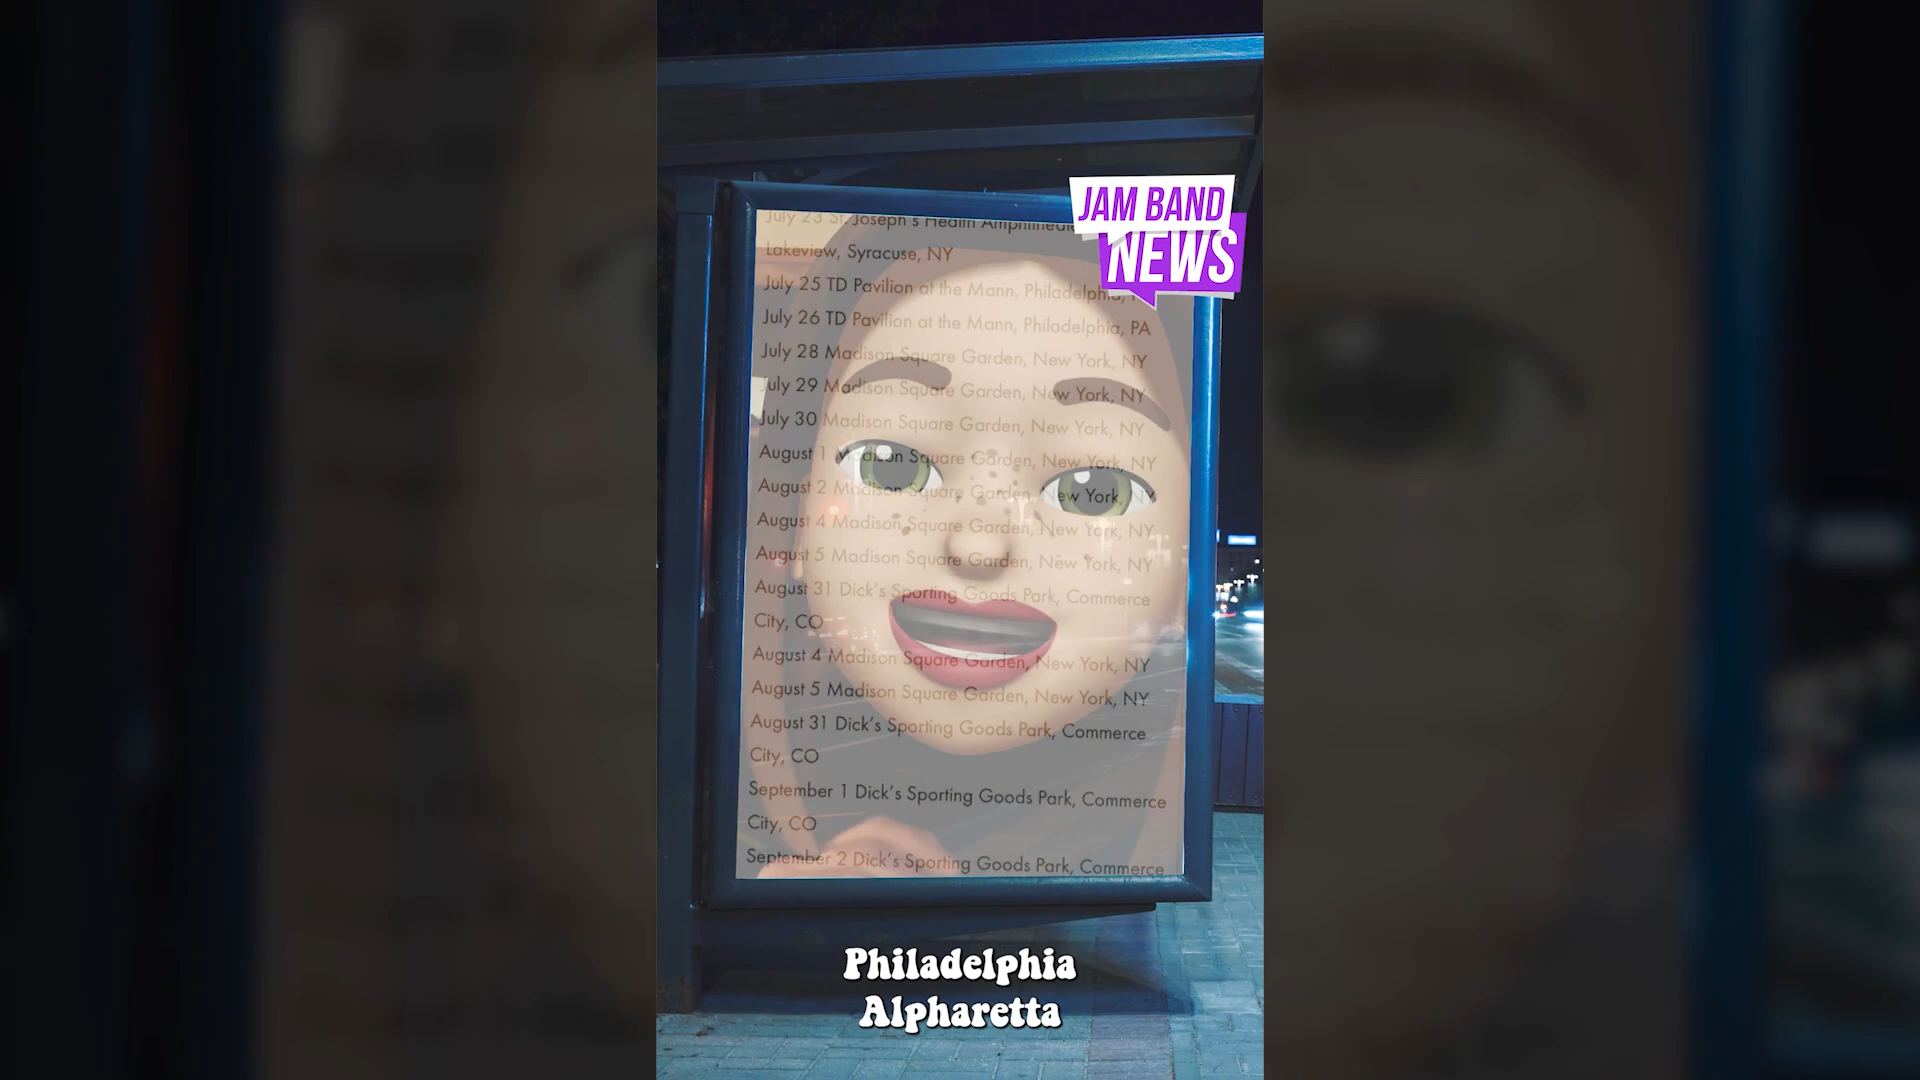 JAM BAND
NEWS
July 23 St. Joseph's Health
Lakeview, Syracuse, NY
July 25 TD Pavilion at the Mann, Philadelphia,
July 26 TD Pavilion at the Mann, Philadelphia, PA
July 28 Madison Square Garden, New York, NY
July 29 Madison Square Garden, New York, NY
July 30 Madison Square Garden, New York, NY
August 1 Madison Square Garden, New York, NY
August 2 Madison Square Garden, New York, NY
August 4 Madison Square Garden, New York, NY
August 5 Madison Square Garden, New York, NY
August 31 Dick's Sporting Goods Park, Commerce
City, CO
August 4 Madison Square Garden, New York, NY
August 5 Madison Square Garden, New York, NY
August 31 Dick's Sporting Goods Park, Commerce
City, CO
September 1 Dick's Sporting Goods Park, Commerce
City, CO
September 2 Dick's Sporting Goods Park, Commerce
Philadelphia
Alpharetta